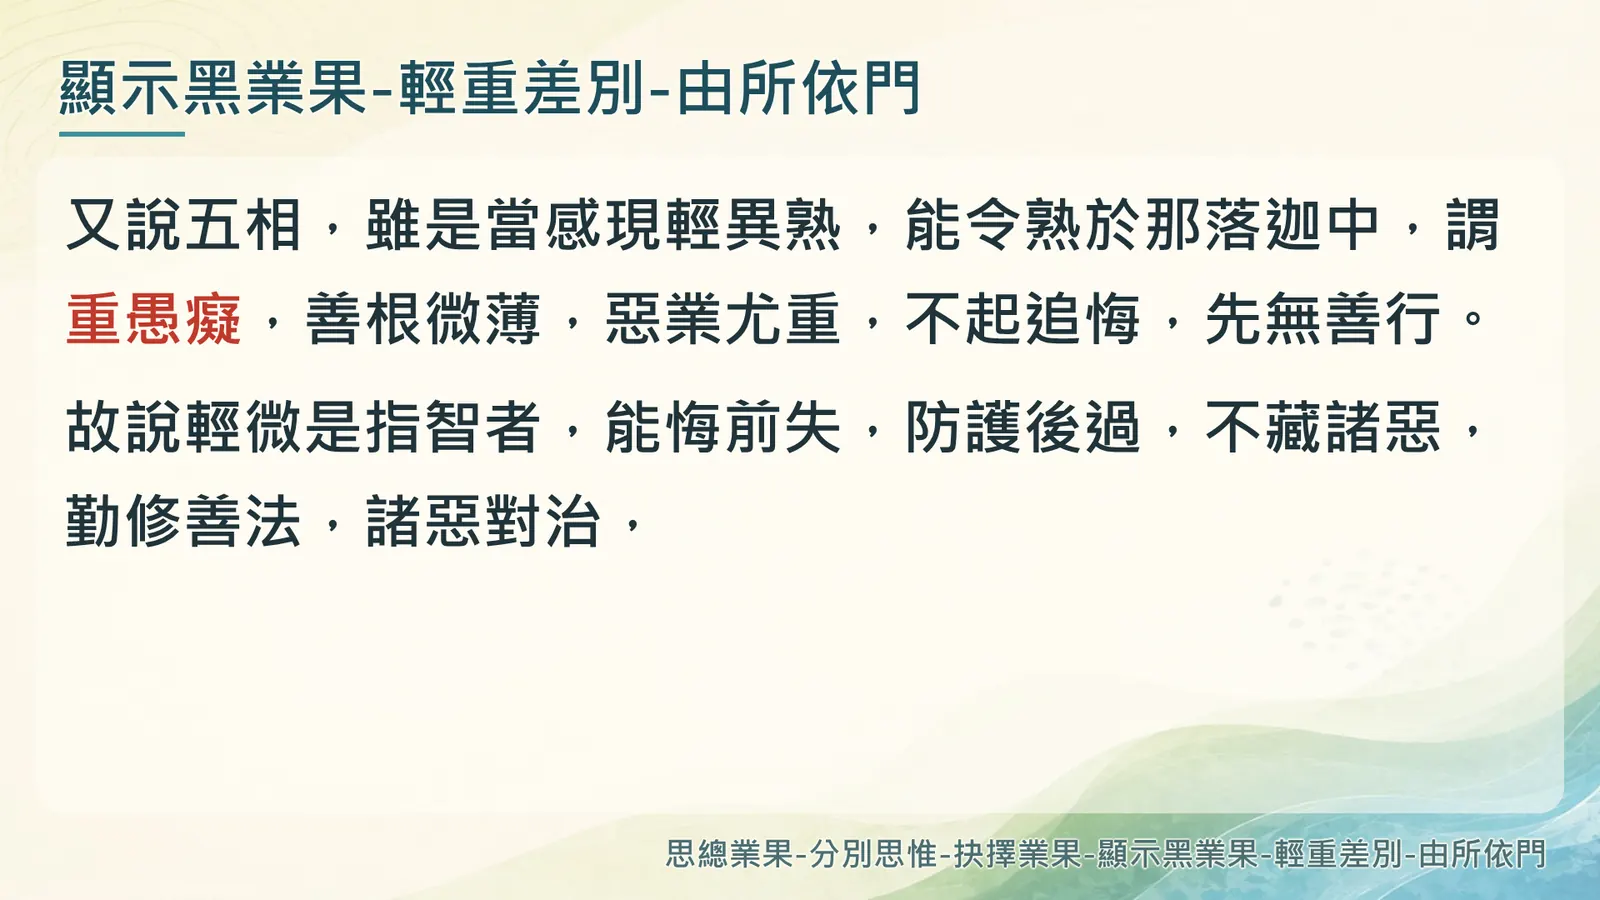 顯示黑業果-輕重差別-由所依門
又說五相，雖是當感現輕異熟，能令熟於那落迦中，謂
重愚癡，善根微薄，惡業尤重，不起追悔，先無善行。
故說輕微是指智者，能悔前失，防護後過，不藏諸惡，
勤修善法，諸惡對治，
思總業果-分別思惟-抉擇業果-顯示黑業果-輕重差別-由所依門